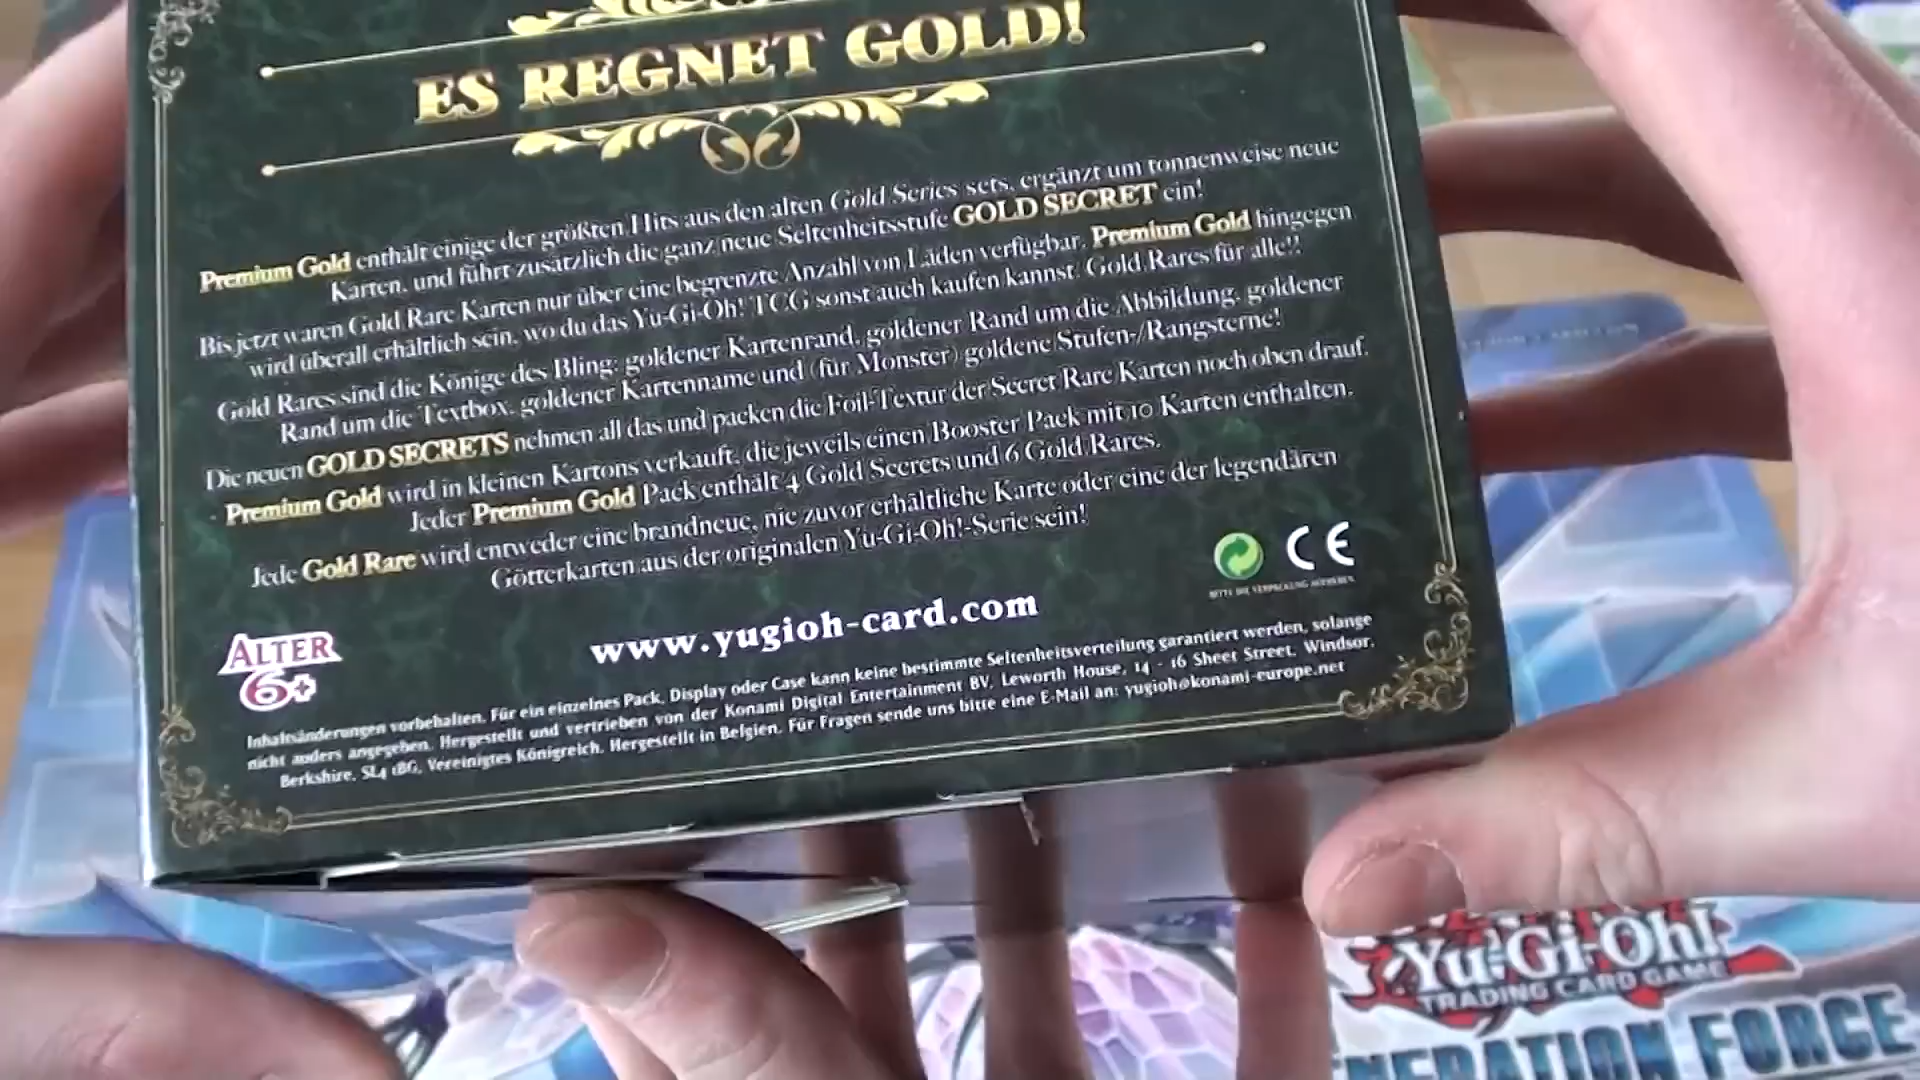 ES REGNET GOLD!
Premium Gold enthält einige der größten Hits aus den alten Gold Series sets, ergänzt um tonnenweise neue
Karten, und führt zusätzlich die ganz neue Seltenheitsstufe GOLD SECRET ein!
Bis jetzt waren Gold Rare Karten nur über eine begrenzte Anzahl von Läden verfügbar. Premium Gold hingegen
wird überall erhältlich sein, wo du das Yu-Gi-Oh! TCG sonst auch kaufen kannst. Gold Rares für alle!!
Gold Rares sind die Könige des Bling: goldener Kartenrand, goldener Rand um die Abbildung, goldener
Rand um die Textbox, goldener Kartenname und (für Monster) goldene Stufen-/Rangsterne!
Die neuen GOLD SECRETS nehmen all das und packen die Foil-Textur der Secret Rare Karten noch oben drauf.
Premium Gold wird in kleinen Kartons verkauft, die jeweils einen Booster Pack mit 10 Karten enthalten.
Jeder Premium Gold Pack enthält 4 Gold Secrets und 6 Gold Rares.
Jede Gold Rare wird entweder eine brandneue, nie zuvor erhältliche Karte oder eine der legendären
Götterkarten aus der originalen Yu-Gi-Oh!-Serie sein!
CE
BITTE DIE VERPACKUNG AUFHEBEN.
ALTER
6+
www.yugioh-card.com
Inhaltsänderungen vorbehalten. Für ein einzelnes Pack, Display oder Case kann keine bestimmte Seltenheitsverteilung garantiert werden, solange
nicht anders angegeben. Hergestellt und vertrieben von der Konami Digital Entertainment BV, Leworth House, 14 - 16 Sheet Street, Windsor,
Berkshire, SL4 1BG, Vereinigtes Königreich. Hergestellt in Belgien. Für Fragen sende uns bitte eine E-Mail an: yugioh@konami-europe.net
Yu-Gi-Oh!
TRADING CARD GAME
NERATION FORCE